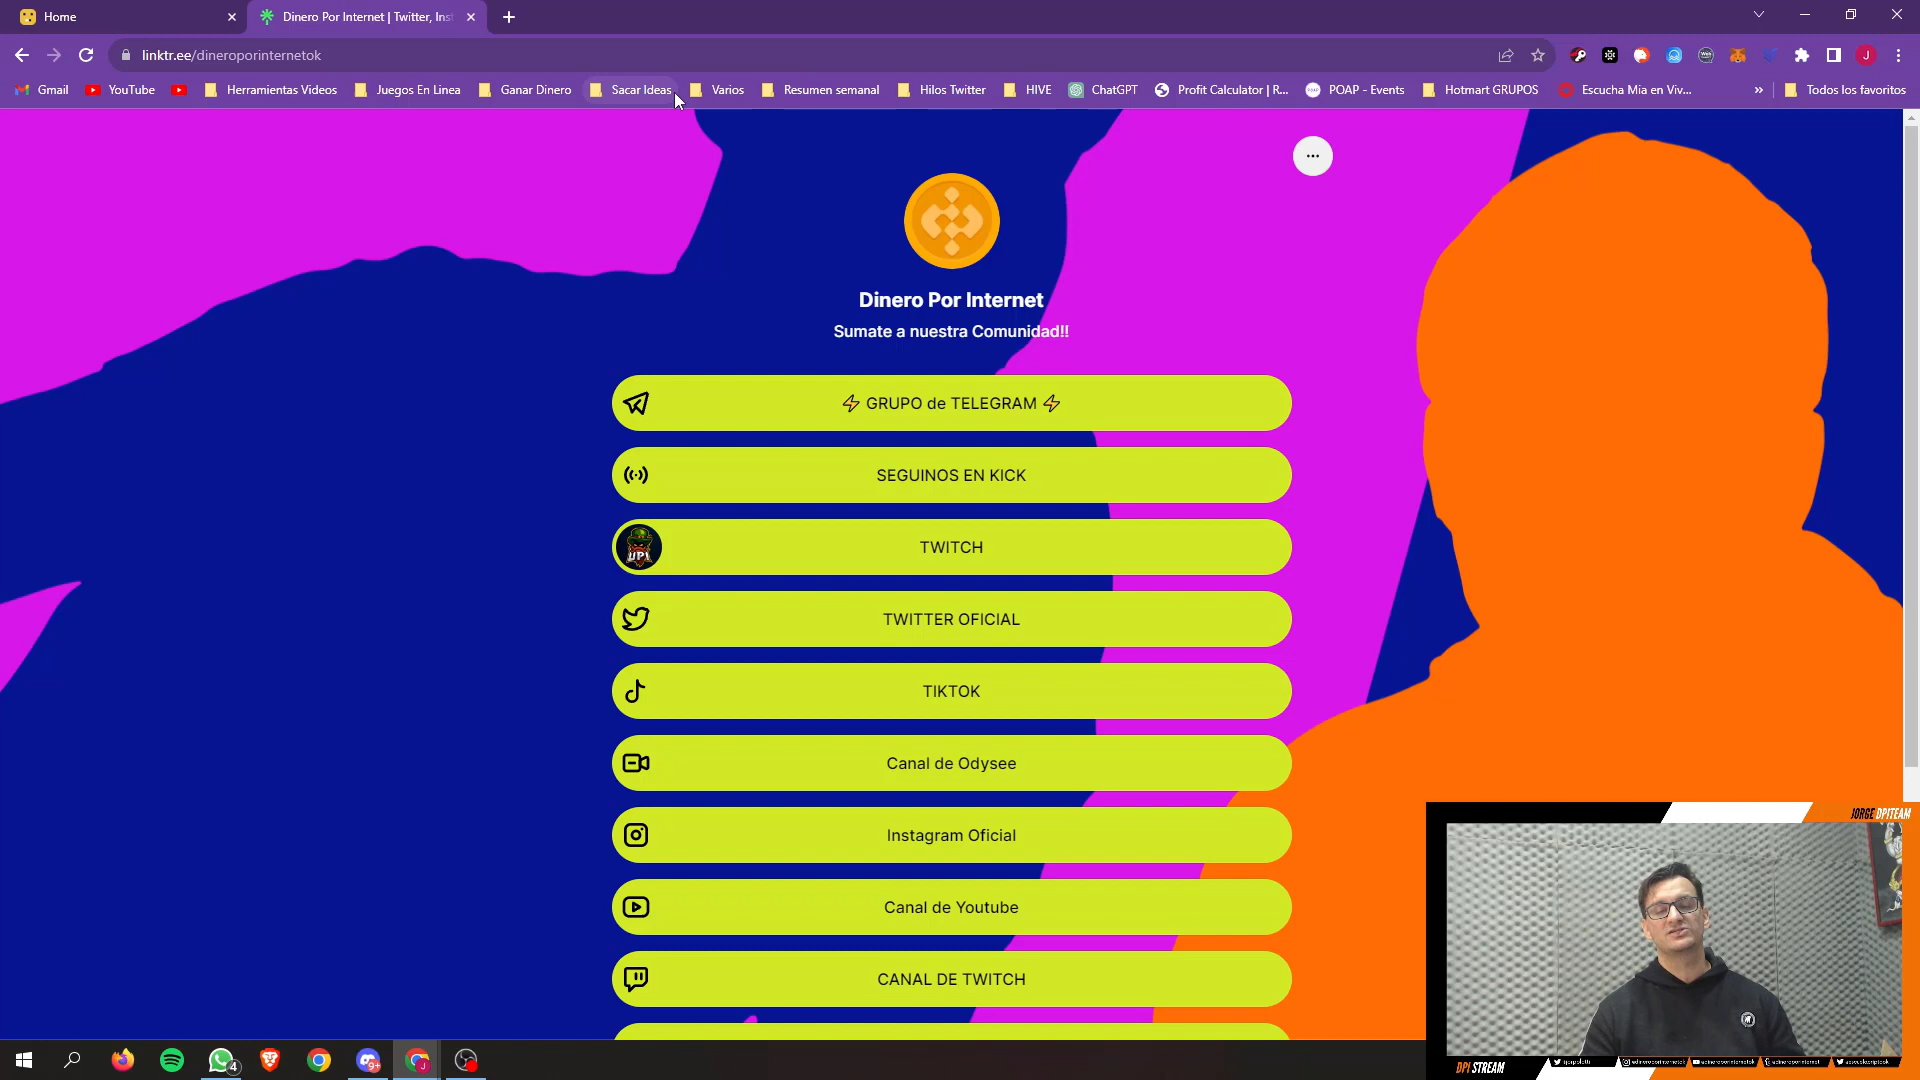 Home
Dinero Por Internet | Twitter, Inst
linktr.ee/dineroporinternetok
J
Gmail
YouTube
Herramientas Videos
Juegos En Linea
Ganar Dinero
Sacar Ideas
Varios
Resumen semanal
Hilos Twitter
HIVE
ChatGPT
Profit Calculator | R...
POAP - Events
Hotmart GRUPOS
Escucha Mia en Viv...
»
Todos los favoritos
Dinero Por Internet
Sumate a nuestra Comunidad!!
⚡ GRUPO de TELEGRAM ⚡
SEGUINOS EN KICK
TWITCH
TWITTER OFICIAL
TIKTOK
Canal de Odysee
Instagram Oficial
Canal de Youtube
CANAL DE TWITCH
JORGE DPITEAM
DPI STREAM
4
9+